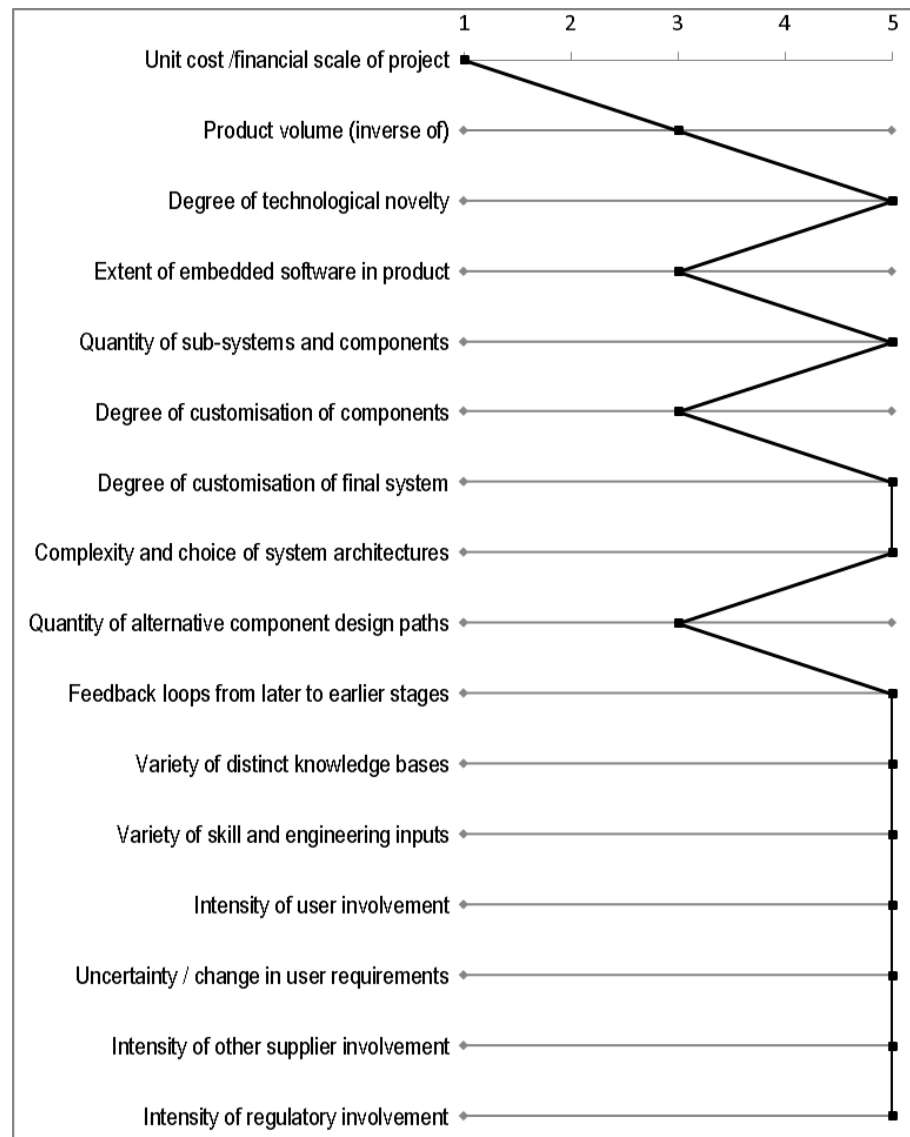 1 2 3 4 5
Unit cost /financial scale of project
Product volume (inverse of)
Degree of technological novelty
Extent of embedded software in product
Quantity of sub-systems and components
Degree of customisation of components
Degree of customisation of final system
Complexity and choice of system architectures
Quantity of alternative component design paths
Feedback loops from later to earlier stages
Variety of distinct knowledge bases
Variety of skill and engineering inputs
Intensity of user involvement
Uncertainty / change in user requirements
Intensity of other supplier involvement
Intensity of regulatory involvement